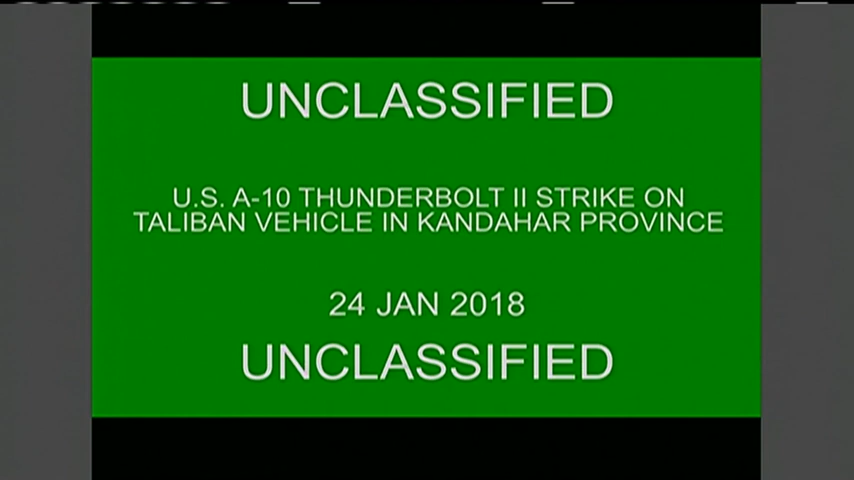 UNCLASSIFIED
U.S. A-10 THUNDERBOLT II STRIKE ON
TALIBAN VEHICLE IN KANDAHAR PROVINCE
24 JAN 2018
UNCLASSIFIED